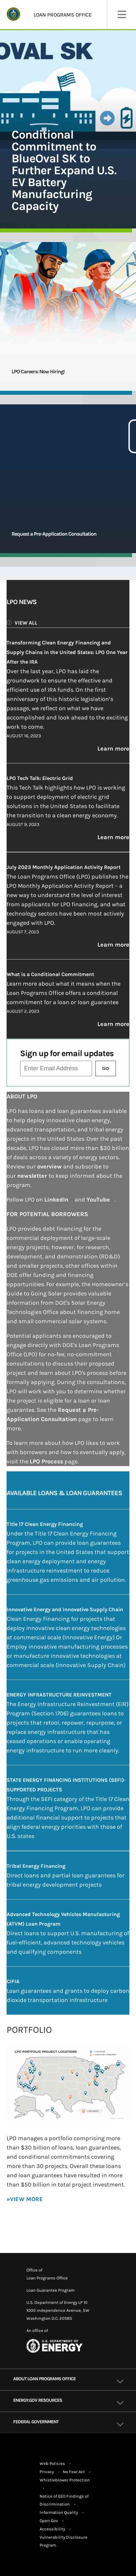 LOAN PROGRAMS OFFICE
OVAL SK
Conditional
Commitment to
BlueOval SK to
Further Expand U.S.
EV Battery
Manufacturing
Capacity
LPO Careers: Now Hiring!
Request a Pre-Application Consultation
LPO NEWS
VIEW ALL
Transforming Clean Energy Financing and
Supply Chains in the United States: LPO One Year
After the IRA
Over the last year, LPO has laid the
groundwork to ensure the effective and
efficient use of IRA funds. On the first
anniversary of this historic legislation's
passage, we reflect on what we have
accomplished and look ahead to the exciting
work to come.
AUGUST 16, 2023
Learn more
LPO Tech Talk: Electric Grid
This Tech Talk highlights how LPO is working
to support deployment of electric grid
solutions in the United States to facilitate
the transition to a clean energy economy.
AUGUST 9, 2023
Learn more
July 2023 Monthly Application Activity Report
The Loan Programs Office (LPO) publishes the
LPO Monthly Application Activity Report – a
new way to understand the level of interest
from applicants for LPO financing, and what
technology sectors have been most actively
engaged with LPO.
AUGUST 7, 2023
Learn more
What is a Conditional Commitment
Learn more about what it means when the
Loan Programs Office offers a conditional
commitment for a loan or loan guarantee
AUGUST 2, 2023
Learn more
Sign up for email updates
Enter Email Address
GO
ABOUT LPO
LPO has loans and loan guarantees available
to help deploy innovative clean energy,
advanced transportation, and tribal energy
projects in the United States. Over the past
decade, LPO has closed more than $30 billion
of deals across a variety of energy sectors.
Review our overview and subscribe to
our newsletter to keep informed about the
program.
Follow LPO on LinkedIn and YouTube .
FOR POTENTIAL BORROWERS
LPO provides debt financing for the
commercial deployment of large-scale
energy projects; however, for research,
development, and demonstration (RD&D)
and smaller projects, other offices within
DOE offer funding and financing
opportunities. For example, the Homeowner's
Guide to Going Solar provides valuable
information from DOE's Solar Energy
Technologies Office about financing home
and small commercial solar systems.
Potential applicants are encouraged to
engage directly with DOE's Loan Programs
Office (LPO) for no-fee, no-commitment
consultations to discuss their proposed
project and learn about LPO's process before
formally applying. During the consultations,
LPO will work with you to determine whether
the project is eligible for a loan or loan
guarantee. See the Request a Pre-
Application Consultation page to learn
more.
To learn more about how LPO likes to work
with borrowers and how to eventually apply,
visit the LPO Process page.
AVAILABLE LOANS & LOAN GUARANTEES
Title 17 Clean Energy Financing
Under the Title 17 Clean Energy Financing
Program, LPO can provide loan guarantees
for projects in the United States that support
clean energy deployment and energy
infrastructure reinvestment to reduce
greenhouse gas emissions and air pollution.
Innovative Energy and Innovative Supply Chain
Clean Energy Financing for projects that
deploy innovative clean energy technologies
at commercial scale (Innovative Energy) Or
Employ innovative manufacturing processes
or manufacture innovative technologies at
commercial scale (Innovative Supply Chain)
ENERGY INFRASTRUCTURE REINVESTMENT
The Energy Infrastructure Reinvestment (EIR)
Program (Section 1706) guarantees loans to
projects that retool, repower, repurpose, or
replace energy infrastructure that has
ceased operations or enable operating
energy infrastructure to run more cleanly.
STATE ENERGY FINANCING INSTITUTIONS (SEFI)-
SUPPORTED PROJECTS
Through the SEFI category of the Title 17 Clean
Energy Financing Program, LPO can provide
additional financial support to projects that
align federal energy priorities with those of
U.S. states
Tribal Energy Financing
Direct loans and partial loan guarantees for
tribal energy development projects
Advanced Technology Vehicles Manufacturing
(ATVM) Loan Program
Direct loans to support U.S. manufacturing of
fuel-efficient, advanced technology vehicles
and qualifying components
CIFIA
Loan guarantees and grants to deploy carbon
dioxide transportation infrastructure
PORTFOLIO
LPO PORTFOLIO PROJECT LOCATIONS
LPO manages a portfolio comprising more
than $30 billion of loans, loan guarantees,
and conditional commitments covering
more than 30 projects. Overall these loans
and loan guarantees have resulted in more
than $50 billion in total project investment.
»VIEW MORE
Office of
Loan Programs Office
Loan Guarantee Program
U.S. Department of Energy LP 10
1000 Independence Avenue, SW
Washington D.C. 20585
An office of
U.S. DEPARTMENT OF
ENERGY
ABOUT LOAN PROGRAMS OFFICE
ENERGY.GOV RESOURCES
FEDERAL GOVERNMENT
Web Policies •
Privacy • No Fear Act •
Whistleblower Protection
•
Notice of EEO Findings of
Discrimination •
Information Quality •
Open Gov •
Accessibility •
Vulnerability Disclosure
Program